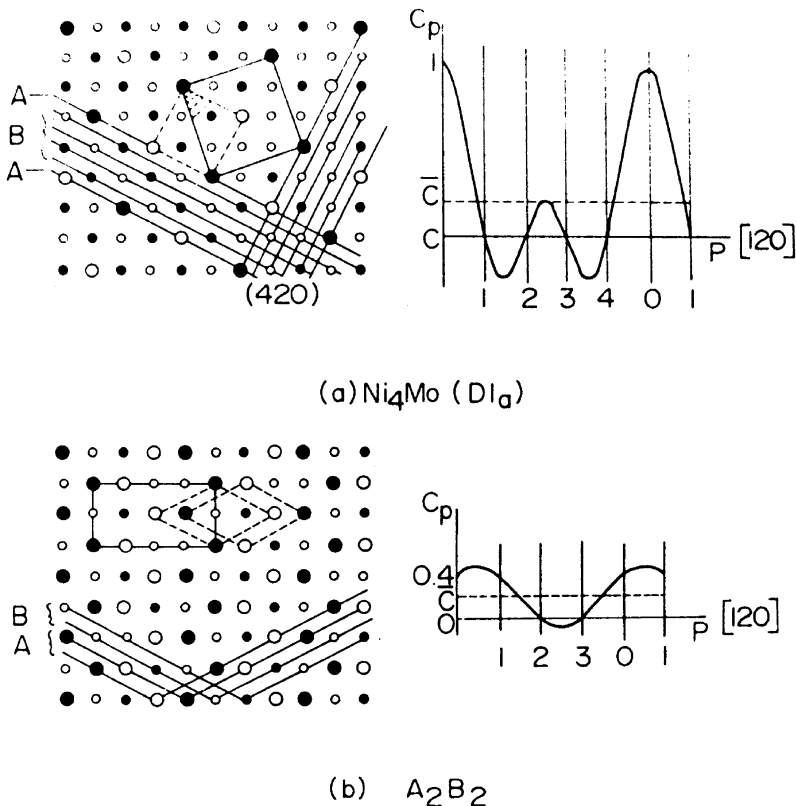 A
B
A
(420)
Cp
1
C̅
C
P [120]
1 2 3 4 0 1
(a) Ni4Mo (D1a)
B
A
Cp
0.4
C̅
0
P [120]
1 2 3 0 1
(b) A2B2